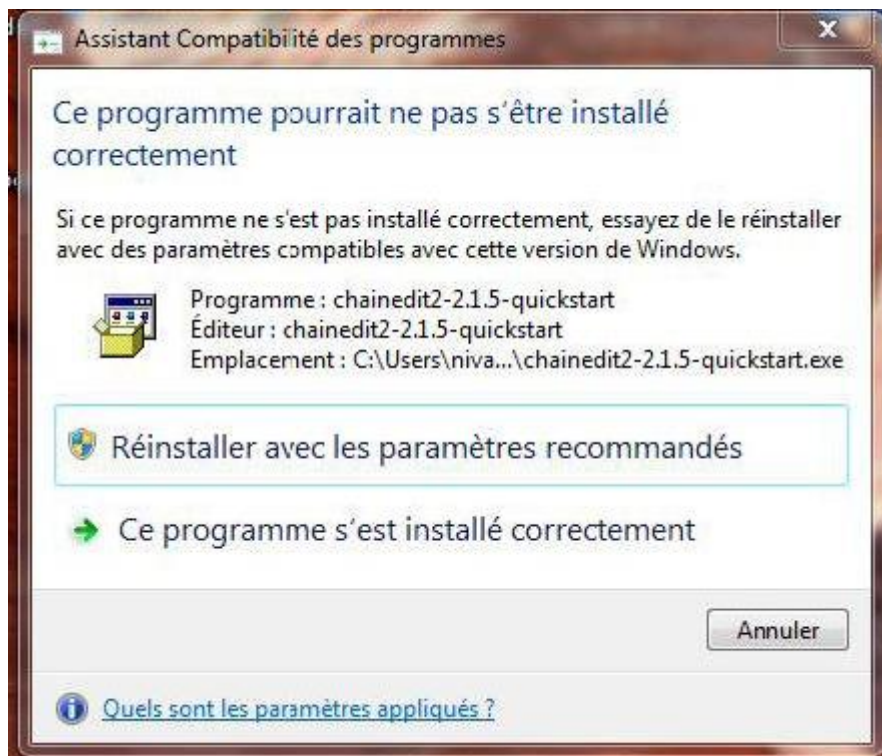 Assistant Compatibilité des programmes
Ce programme pourrait ne pas s'être installé
correctement
Si ce programme ne s'est pas installé correctement, essayez de le réinstaller
avec des paramètres compatibles avec cette version de Windows.
Programme : chainedit2-2.1.5-quickstart
Éditeur : chainedit2-2.1.5-quickstart
Emplacement : C:\Users\niva...\chainedit2-2.1.5-quickstart.exe
Réinstaller avec les paramètres recommandés
Ce programme s'est installé correctement
Annuler
Quels sont les paramètres appliqués ?